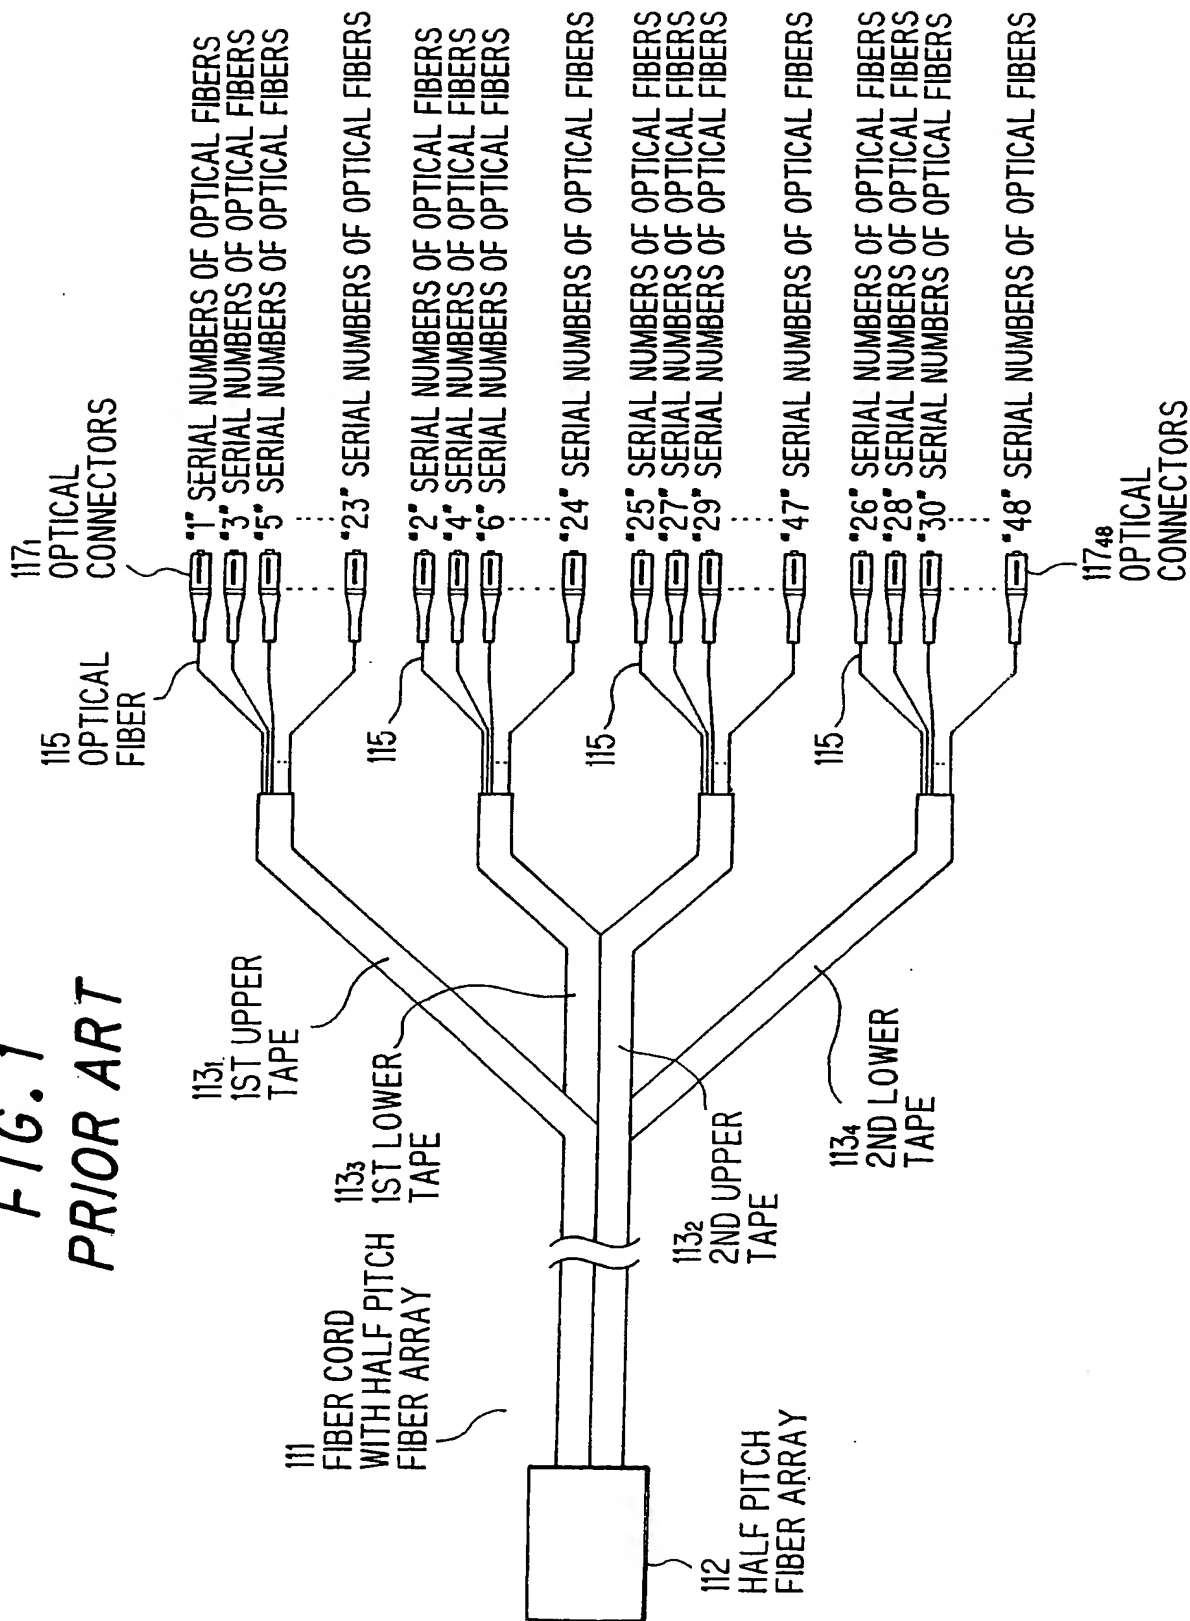 FIG.1
PRIOR ART
111
FIBER CORD
WITH HALF PITCH
FIBER ARRAY
112
HALF PITCH
FIBER ARRAY
113₁
1ST UPPER
TAPE
113₃
1ST LOWER
TAPE
113₂
2ND UPPER
TAPE
113₄
2ND LOWER
TAPE
115
OPTICAL
FIBER
115
115
115
117₁
OPTICAL
CONNECTORS
"1" SERIAL NUMBERS OF OPTICAL FIBERS
"3" SERIAL NUMBERS OF OPTICAL FIBERS
"5" SERIAL NUMBERS OF OPTICAL FIBERS
"23" SERIAL NUMBERS OF OPTICAL FIBERS
"2" SERIAL NUMBERS OF OPTICAL FIBERS
"4" SERIAL NUMBERS OF OPTICAL FIBERS
"6" SERIAL NUMBERS OF OPTICAL FIBERS
"24" SERIAL NUMBERS OF OPTICAL FIBERS
"25" SERIAL NUMBERS OF OPTICAL FIBERS
"27" SERIAL NUMBERS OF OPTICAL FIBERS
"29" SERIAL NUMBERS OF OPTICAL FIBERS
"47" SERIAL NUMBERS OF OPTICAL FIBERS
"26" SERIAL NUMBERS OF OPTICAL FIBERS
"28" SERIAL NUMBERS OF OPTICAL FIBERS
"30" SERIAL NUMBERS OF OPTICAL FIBERS
"48" SERIAL NUMBERS OF OPTICAL FIBERS
117₄₈
OPTICAL
CONNECTORS